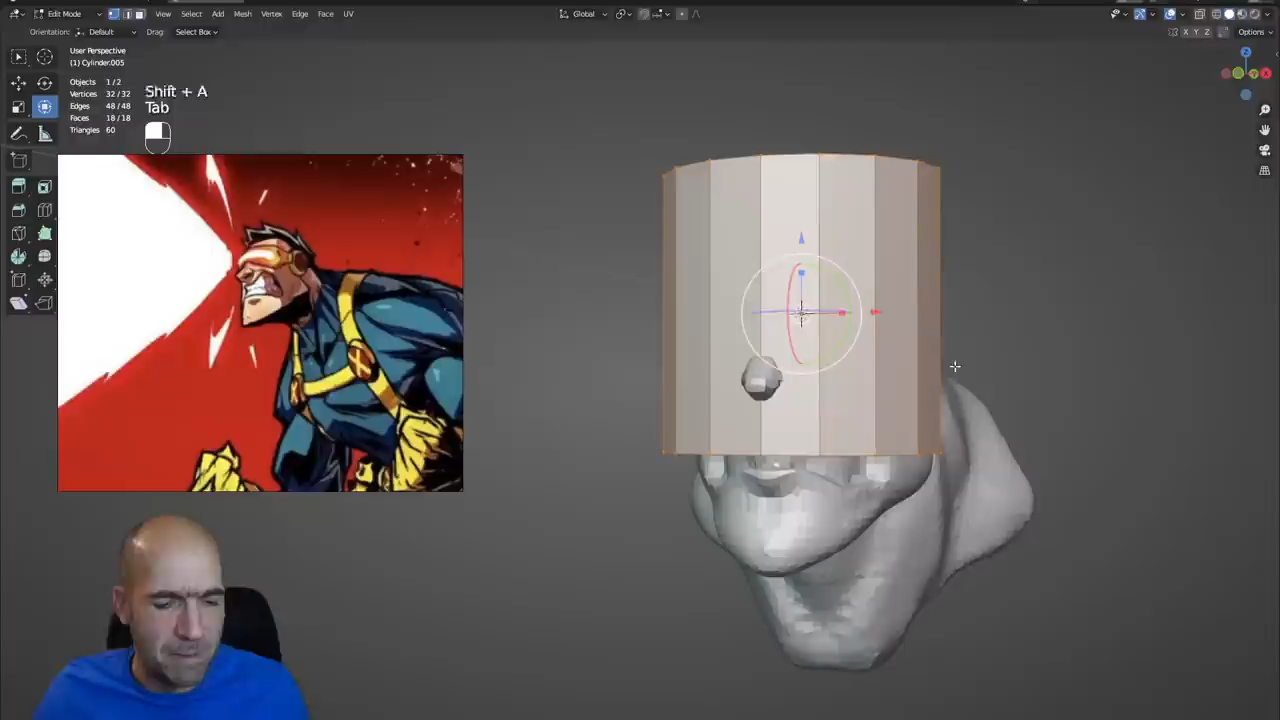 Edit Mode View Select Add Mesh Vertex Edge Face UV Global
Orientation: Default Drag: Select Box X Y Z Options
User Perspective
(1) Cylinder.005
Objects 1/2
Vertices 32/32
Edges 48/48
Faces 18/18
Triangles 60
Shift + A
Tab
Z
Y X